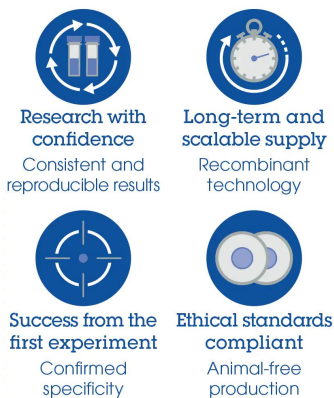 Research with
confidence
Consistent and
reproducible results
Long-term and
scalable supply
Recombinant
technology
Success from the
first experiment
Confirmed
specificity
Ethical standards
compliant
Animal-free
production